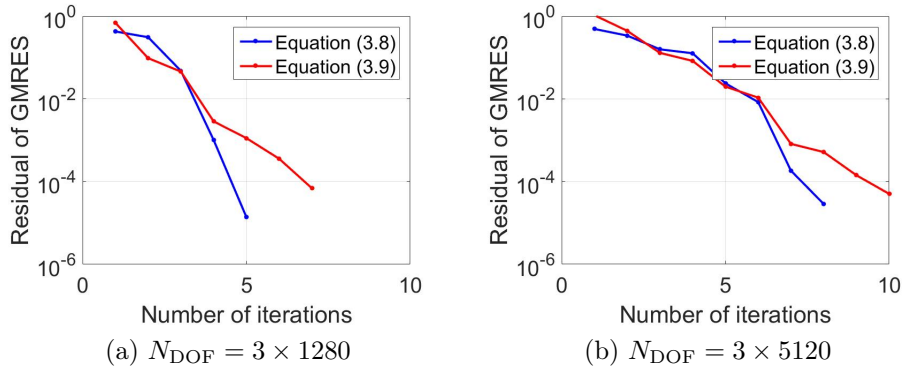 10^0
10^-2
10^-4
10^-6
Residual of GMRES
0
5
10
Number of iterations
Equation (3.8)
Equation (3.9)
(a) N_DOF = 3 × 1280
10^0
10^-2
10^-4
10^-6
Residual of GMRES
0
5
10
Number of iterations
Equation (3.8)
Equation (3.9)
(b) N_DOF = 3 × 5120